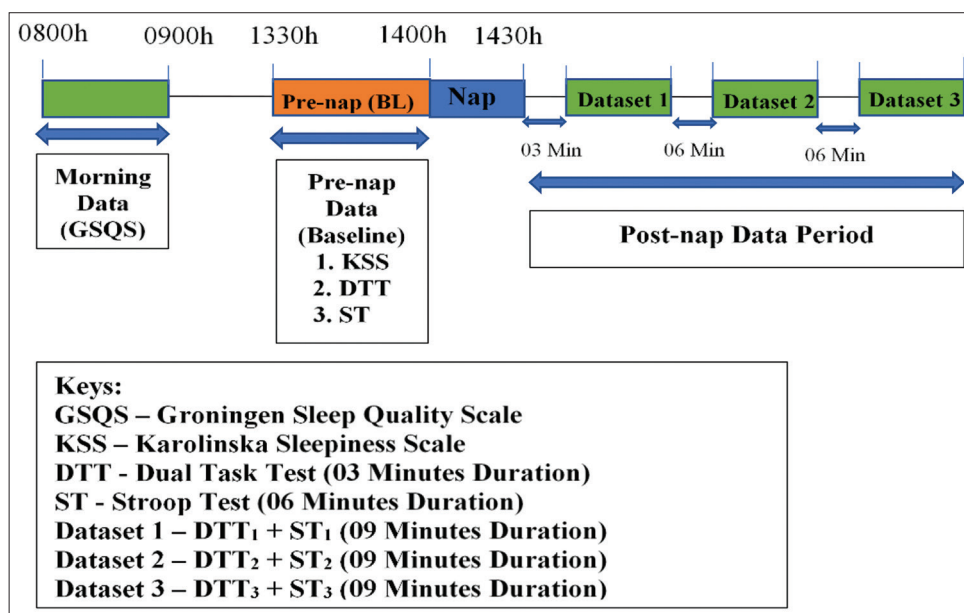 0800h
0900h
1330h
1400h
1430h
Pre-nap (BL)
Nap
Dataset 1
Dataset 2
Dataset 3
03 Min
06 Min
06 Min
Morning
Data
(GSQS)
Pre-nap
Data
(Baseline)
1. KSS
2. DTT
3. ST
Post-nap Data Period
Keys:
GSQS – Groningen Sleep Quality Scale
KSS – Karolinska Sleepiness Scale
DTT - Dual Task Test (03 Minutes Duration)
ST - Stroop Test (06 Minutes Duration)
Dataset 1 – DTT₁ + ST₁ (09 Minutes Duration)
Dataset 2 – DTT₂ + ST₂ (09 Minutes Duration)
Dataset 3 – DTT₃ + ST₃ (09 Minutes Duration)